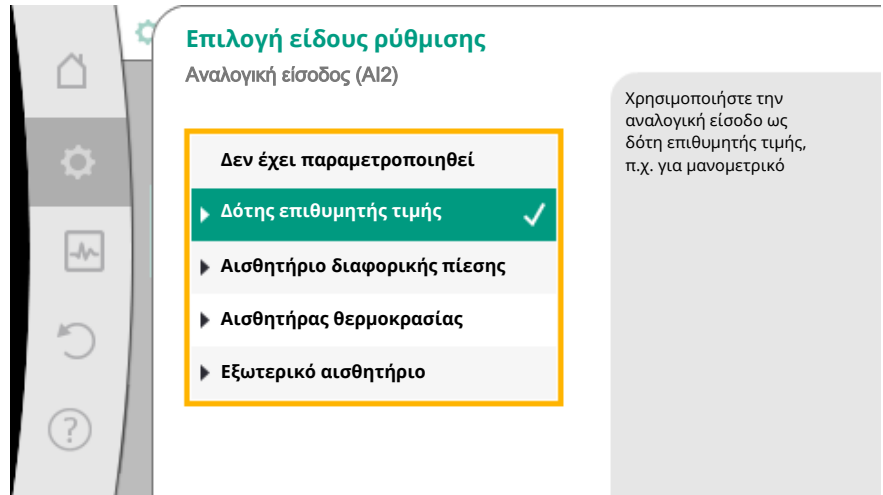 Επιλογή είδους ρύθμισης
Αναλογική είσοδος (AI2)
Δεν έχει παραμετροποιηθεί
Δότης επιθυμητής τιμής
Αισθητήριο διαφορικής πίεσης
Αισθητήρας θερμοκρασίας
Εξωτερικό αισθητήριο
Χρησιμοποιήστε την
αναλογική είσοδο ως
δότη επιθυμητής τιμής,
π.χ. για μανομετρικό